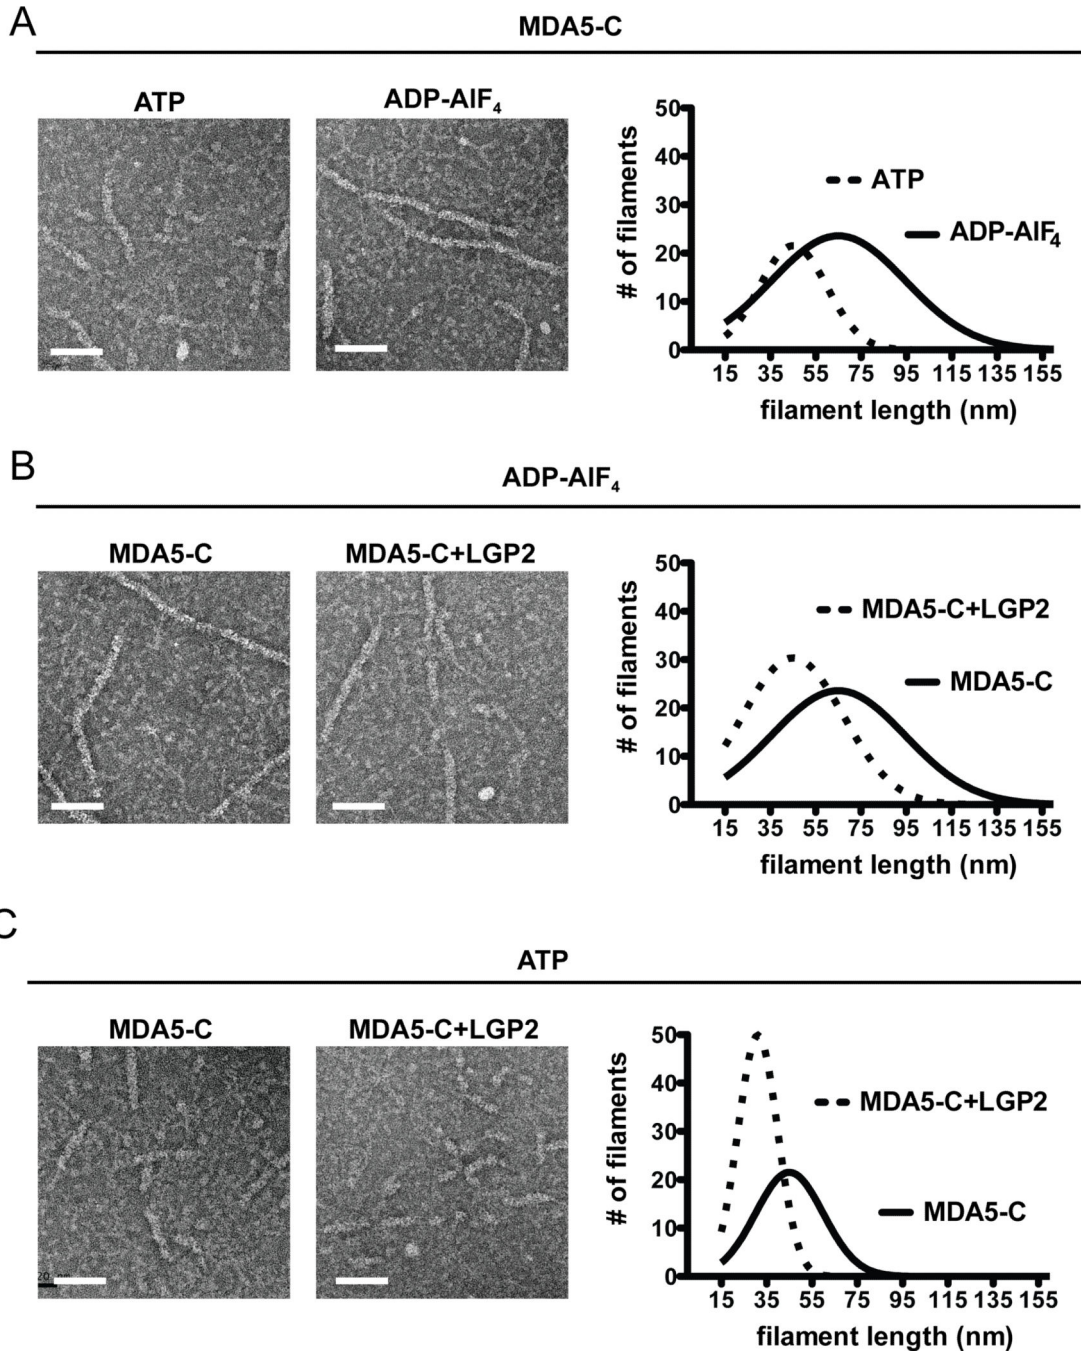 A
MDA5-C
ATP
ADP-AlF4
50
40
30
20
10
0
# of filaments
ATP
ADP-AlF4
15 35 55 75 95 115 135 155
filament length (nm)
B
ADP-AlF4
MDA5-C
MDA5-C+LGP2
50
40
30
20
10
0
# of filaments
MDA5-C+LGP2
MDA5-C
15 35 55 75 95 115 135 155
filament length (nm)
C
ATP
MDA5-C
MDA5-C+LGP2
50
40
30
20
10
0
# of filaments
MDA5-C+LGP2
MDA5-C
15 35 55 75 95 115 135 155
filament length (nm)